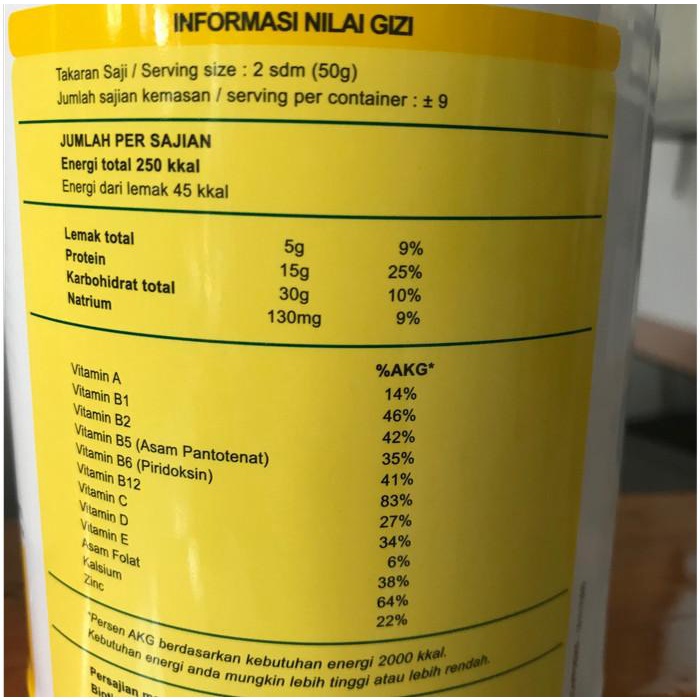 INFORMASI NILAI GIZI
Takaran Saji / Serving size : 2 sdm (50g)
Jumlah sajian kemasan / serving per container : ± 9
JUMLAH PER SAJIAN
Energi total 250 kkal
Energi dari lemak 45 kkal
Lemak total 5g 9%
Protein 15g 25%
Karbohidrat total 30g 10%
Natrium 130mg 9%
%AKG*
Vitamin A 14%
Vitamin B1 46%
Vitamin B2 42%
Vitamin B5 (Asam Pantotenat) 35%
Vitamin B6 (Piridoksin) 41%
Vitamin B12 83%
Vitamin C 27%
Vitamin D 34%
Vitamin E 6%
Asam Folat 38%
Kalsium 64%
Zinc 22%
*Persen AKG berdasarkan kebutuhan energi 2000 kkal.
Kebutuhan energi anda mungkin lebih tinggi atau lebih rendah.
Persajian